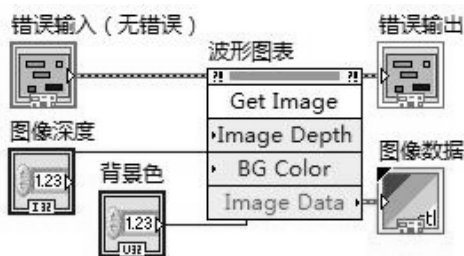 错误输入（无错误）
错误输出
波形图表
?!
?!
Get Image
图像深度
Image Depth
图像数据
背景色
BG Color
1.23
I32
Image Data
1.23
U32